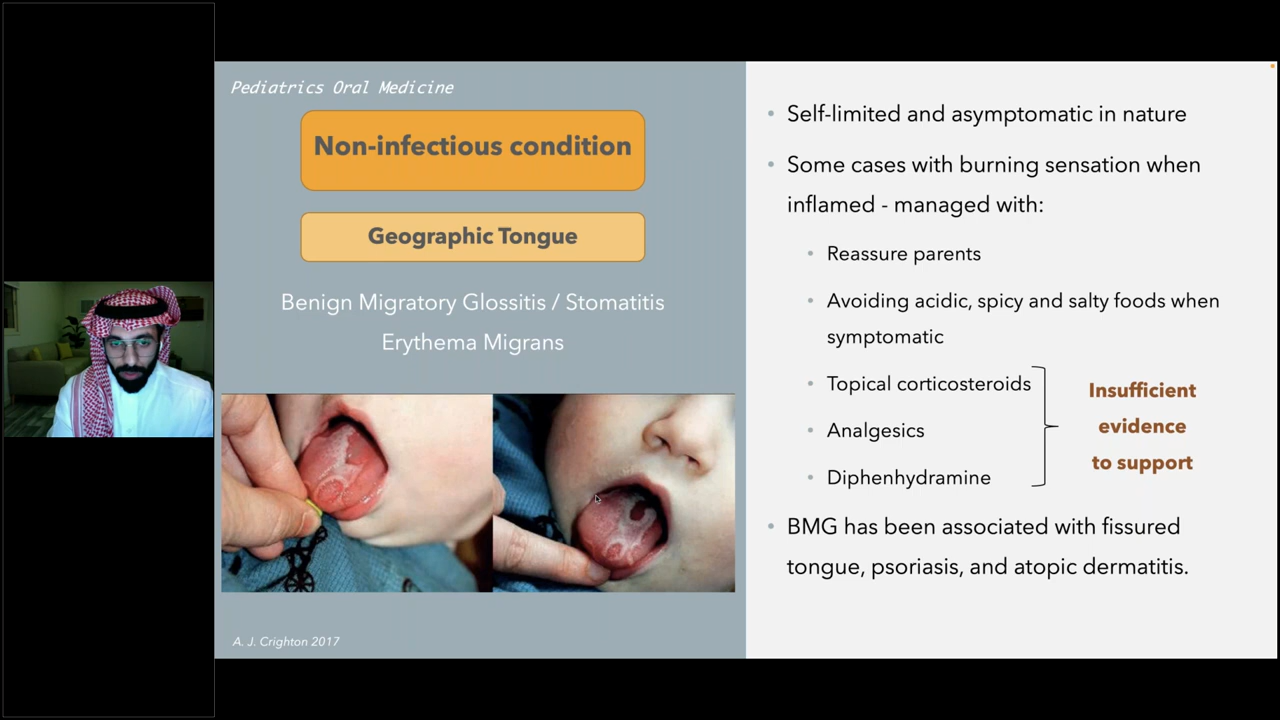 Pediatrics Oral Medicine
Non-infectious condition
Geographic Tongue
Benign Migratory Glossitis / Stomatitis
Erythema Migrans
A. J. Crighton 2017
• Self-limited and asymptomatic in nature
• Some cases with burning sensation when
inflamed - managed with:
• Reassure parents
• Avoiding acidic, spicy and salty foods when
symptomatic
• Topical corticosteroids
• Analgesics
• Diphenhydramine
Insufficient
evidence
to support
• BMG has been associated with fissured
tongue, psoriasis, and atopic dermatitis.